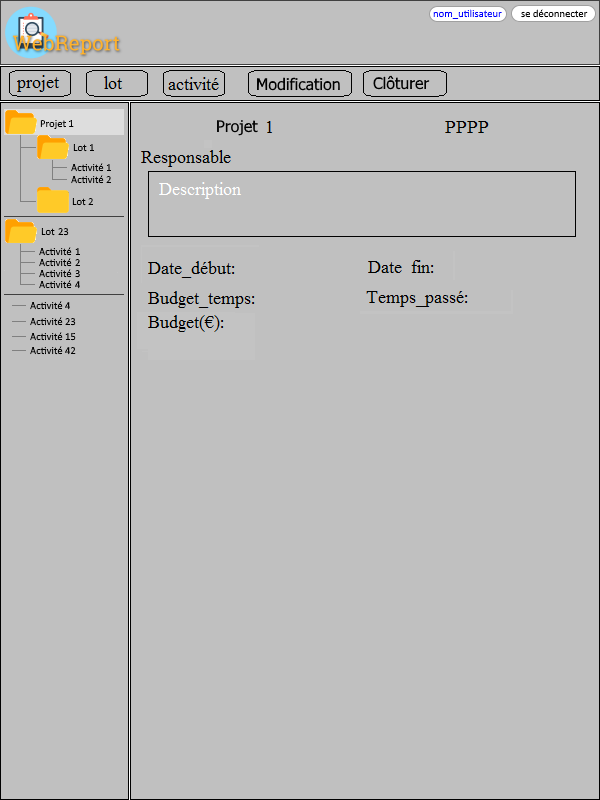 nom_utilisateur se déconnecter
WebReport
projet lot activité Modification Clôturer
Projet 1
Lot 1
Activité 1
Activité 2
Lot 2
Lot 23
Activité 1
Activité 2
Activité 3
Activité 4
Activité 4
Activité 23
Activité 15
Activité 42
Projet 1 PPPP
Responsable
Description
Date_début: Date fin:
Budget_temps: Temps_passé:
Budget(€):